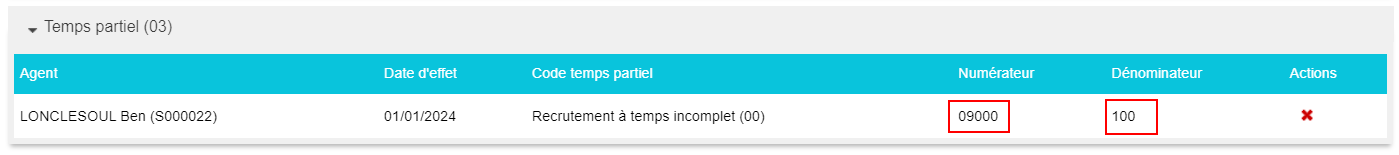 Temps partiel (03)
Agent Date d'effet Code temps partiel Numérateur Dénominateur Actions
LONCLESOUL Ben (S000022) 01/01/2024 Recrutement à temps incomplet (00) 09000 100